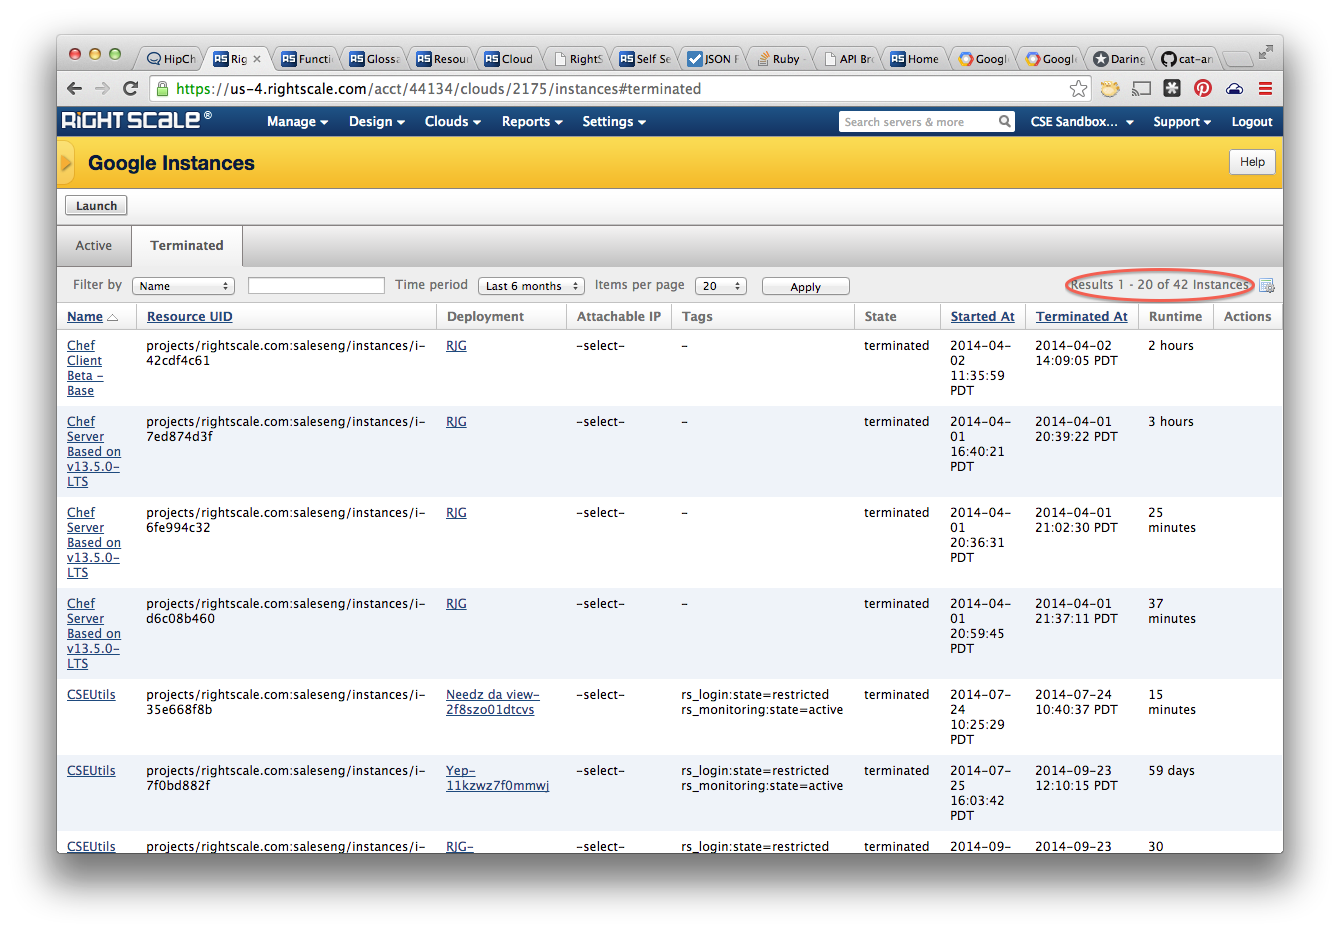 HipCh
RS Rig
RS Functi
RS Gloss
RS Resou
RS Cloud
RightS
RS Self Se
JSON F
Ruby
API Br
RS Home
Googl
Google
Daring
cat-ar
https://us-4.rightscale.com/acct/44134/clouds/2175/instances#terminated
RIGHTSCALE®
Manage
Design
Clouds
Reports
Settings
Search servers & more
CSE Sandbox...
Support
Logout
Google Instances
Help
Launch
Active
Terminated
Filter by
Name
Time period
Last 6 months
Items per page
20
Apply
Results 1 - 20 of 42 Instances
Name
Resource UID
Deployment
Attachable IP
Tags
State
Started At
Terminated At
Runtime
Actions
Chef
Client
Beta -
Base
projects/rightscale.com:saleseng/instances/i-
42cdf4c61
RJG
-select-
-
terminated
2014-04-
02
11:35:59
PDT
2014-04-02
14:09:05 PDT
2 hours
Chef
Server
Based on
v13.5.0-
LTS
projects/rightscale.com:saleseng/instances/i-
7ed874d3f
RJG
-select-
-
terminated
2014-04-
01
16:40:21
PDT
2014-04-01
20:39:22 PDT
3 hours
Chef
Server
Based on
v13.5.0-
LTS
projects/rightscale.com:saleseng/instances/i-
6fe994c32
RJG
-select-
-
terminated
2014-04-
01
20:36:31
PDT
2014-04-01
21:02:30 PDT
25
minutes
Chef
Server
Based on
v13.5.0-
LTS
projects/rightscale.com:saleseng/instances/i-
d6c08b460
RJG
-select-
-
terminated
2014-04-
01
20:59:45
PDT
2014-04-01
21:37:11 PDT
37
minutes
CSEUtils
projects/rightscale.com:saleseng/instances/i-
35e668f8b
Needz da view-
2f8szo01dtcvs
-select-
rs_login:state=restricted
rs_monitoring:state=active
terminated
2014-07-
24
10:25:29
PDT
2014-07-24
10:40:37 PDT
15
minutes
CSEUtils
projects/rightscale.com:saleseng/instances/i-
7f0bd882f
Yep-
11kzwz7f0mmwj
-select-
rs_login:state=restricted
rs_monitoring:state=active
terminated
2014-07-
25
16:03:42
PDT
2014-09-23
12:10:15 PDT
59 days
CSEUtils
projects/rightscale.com:saleseng/instances/i-
RJG-
-select-
rs_login:state=restricted
terminated
2014-09-
2014-09-23
30